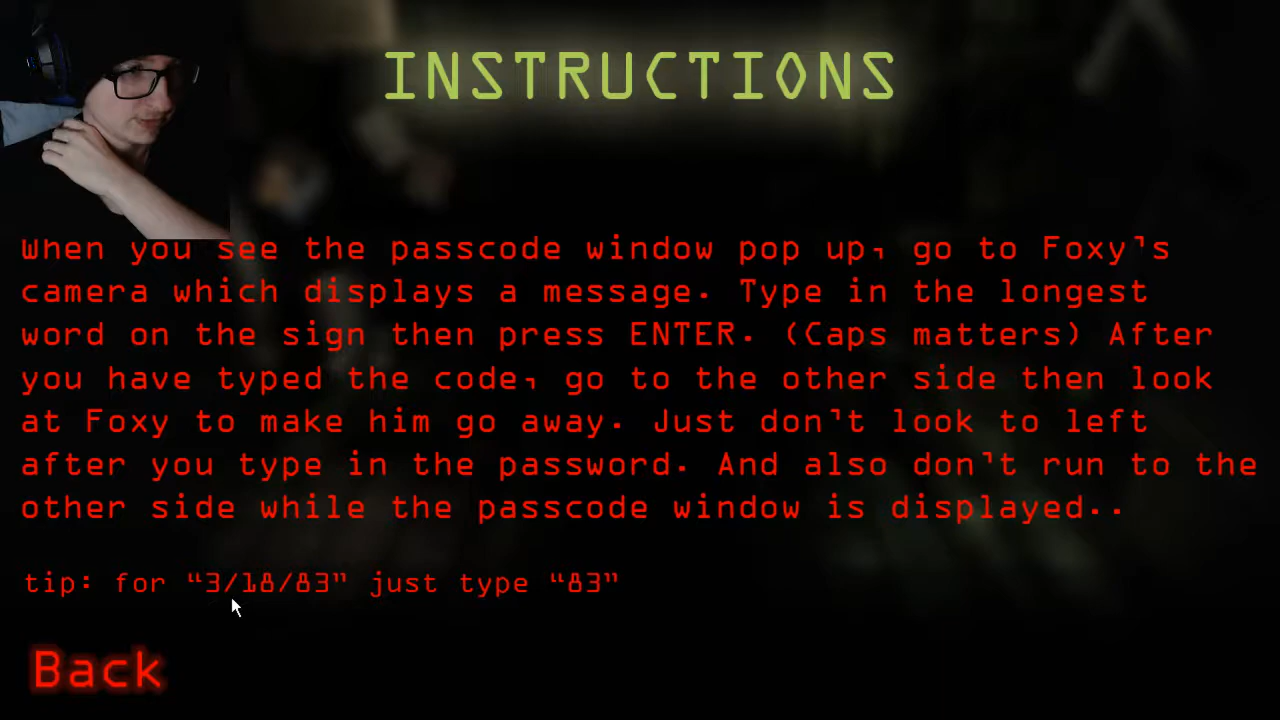 INSTRUCTIONS
When you see the passcode window pop up, go to Foxy's
camera which displays a message. Type in the longest
word on the sign then press ENTER. (Caps matters) After
you have typed the code, go to the other side then look
at Foxy to make him go away. Just don't look to left
after you type in the password. And also don't run to the
other side while the passcode window is displayed..
tip: for "3/18/83" just type "83"
Back